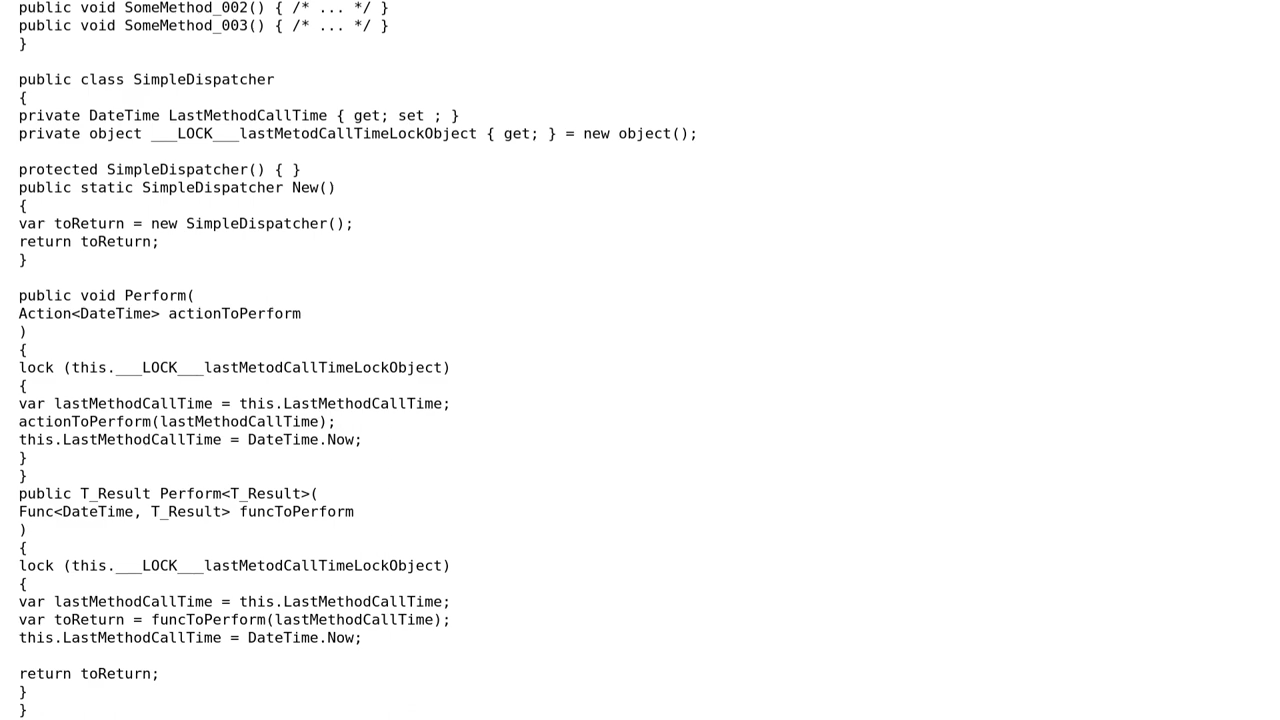 public void SomeMethod_002() { /* ... */ }
public void SomeMethod_003() { /* ... */ }
}
public class SimpleDispatcher
{
private DateTime LastMethodCallTime { get; set ; }
private object ___LOCK___lastMetodCallTimeLockObject { get; } = new object();
protected SimpleDispatcher() { }
public static SimpleDispatcher New()
{
var toReturn = new SimpleDispatcher();
return toReturn;
}
public void Perform(
Action<DateTime> actionToPerform
)
{
lock (this.___LOCK___lastMetodCallTimeLockObject)
{
var lastMethodCallTime = this.LastMethodCallTime;
actionToPerform(lastMethodCallTime);
this.LastMethodCallTime = DateTime.Now;
}
}
public T_Result Perform<T_Result>(
Func<DateTime, T_Result> funcToPerform
)
{
lock (this.___LOCK___lastMetodCallTimeLockObject)
{
var lastMethodCallTime = this.LastMethodCallTime;
var toReturn = funcToPerform(lastMethodCallTime);
this.LastMethodCallTime = DateTime.Now;
return toReturn;
}
}